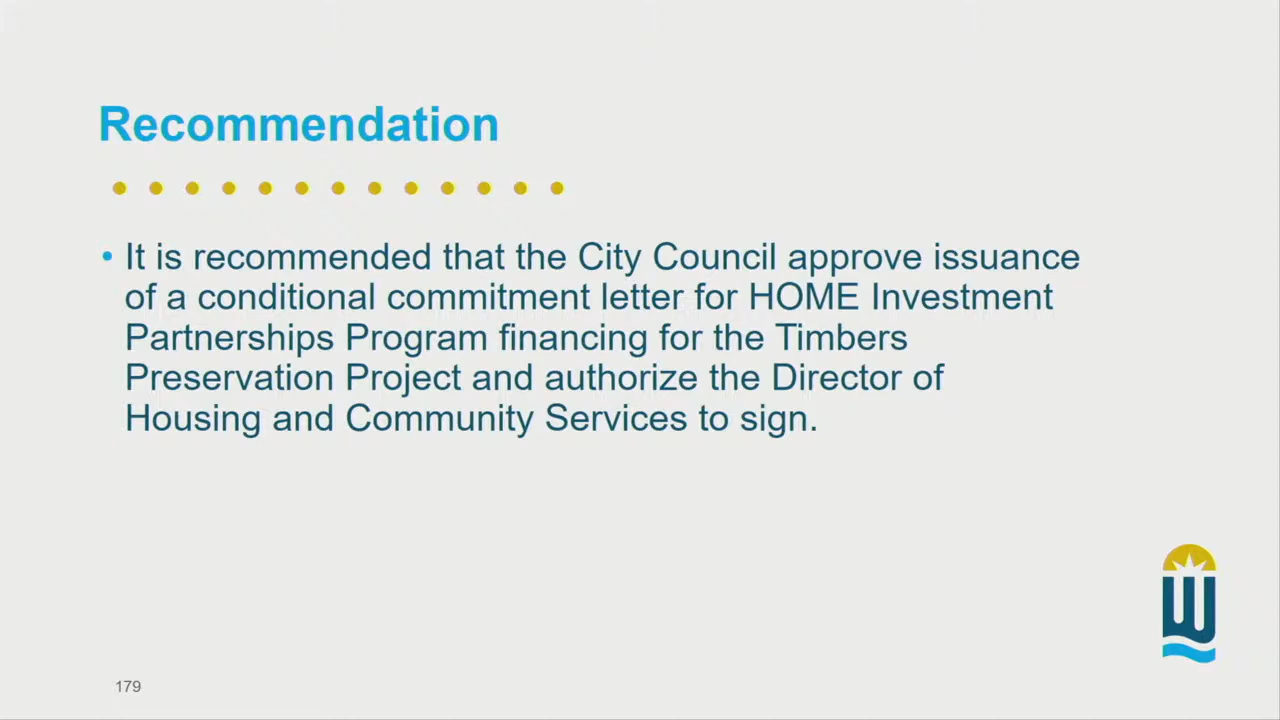 Recommendation
• It is recommended that the City Council approve issuance
of a conditional commitment letter for HOME Investment
Partnerships Program financing for the Timbers
Preservation Project and authorize the Director of
Housing and Community Services to sign.
W
179